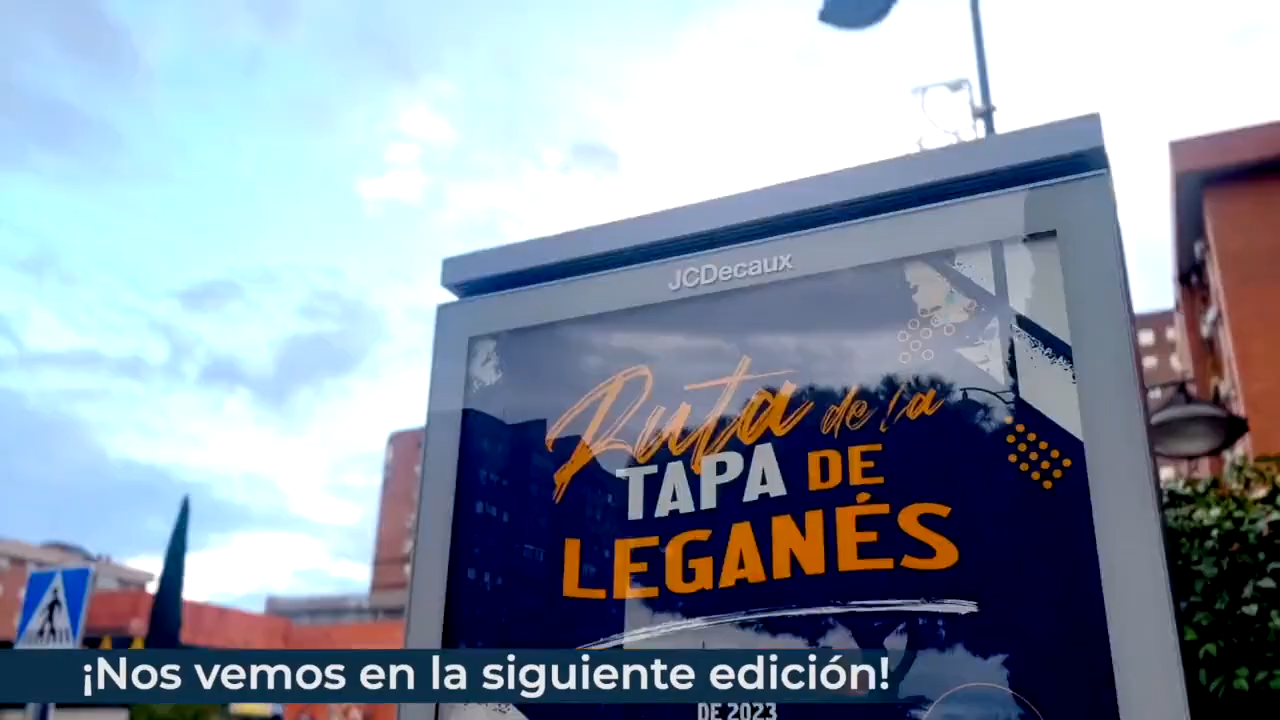 JCDecaux
Ruta de la
TAPA DE
LEGANÉS
¡Nos vemos en la siguiente edición!
DE 2023